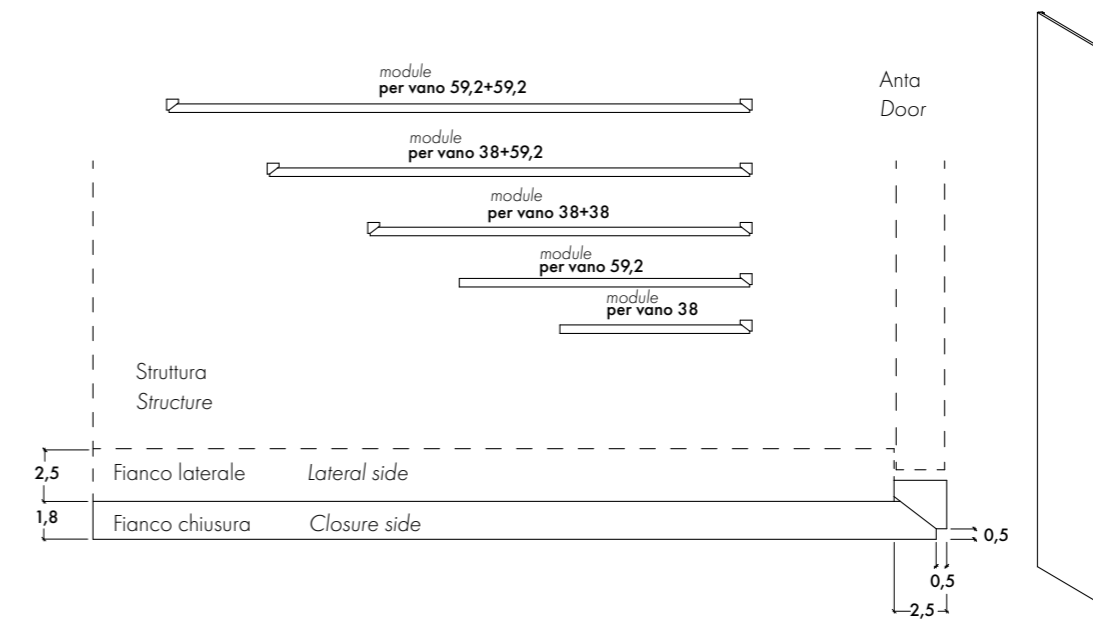 module
per vano 59,2+59,2
Anta
Door
module
per vano 38+59,2
module
per vano 38+38
module
per vano 59,2
module
per vano 38
Struttura
Structure
2,5
Fianco laterale Lateral side
1,8
Fianco chiusura Closure side
0,5
0,5
2,5